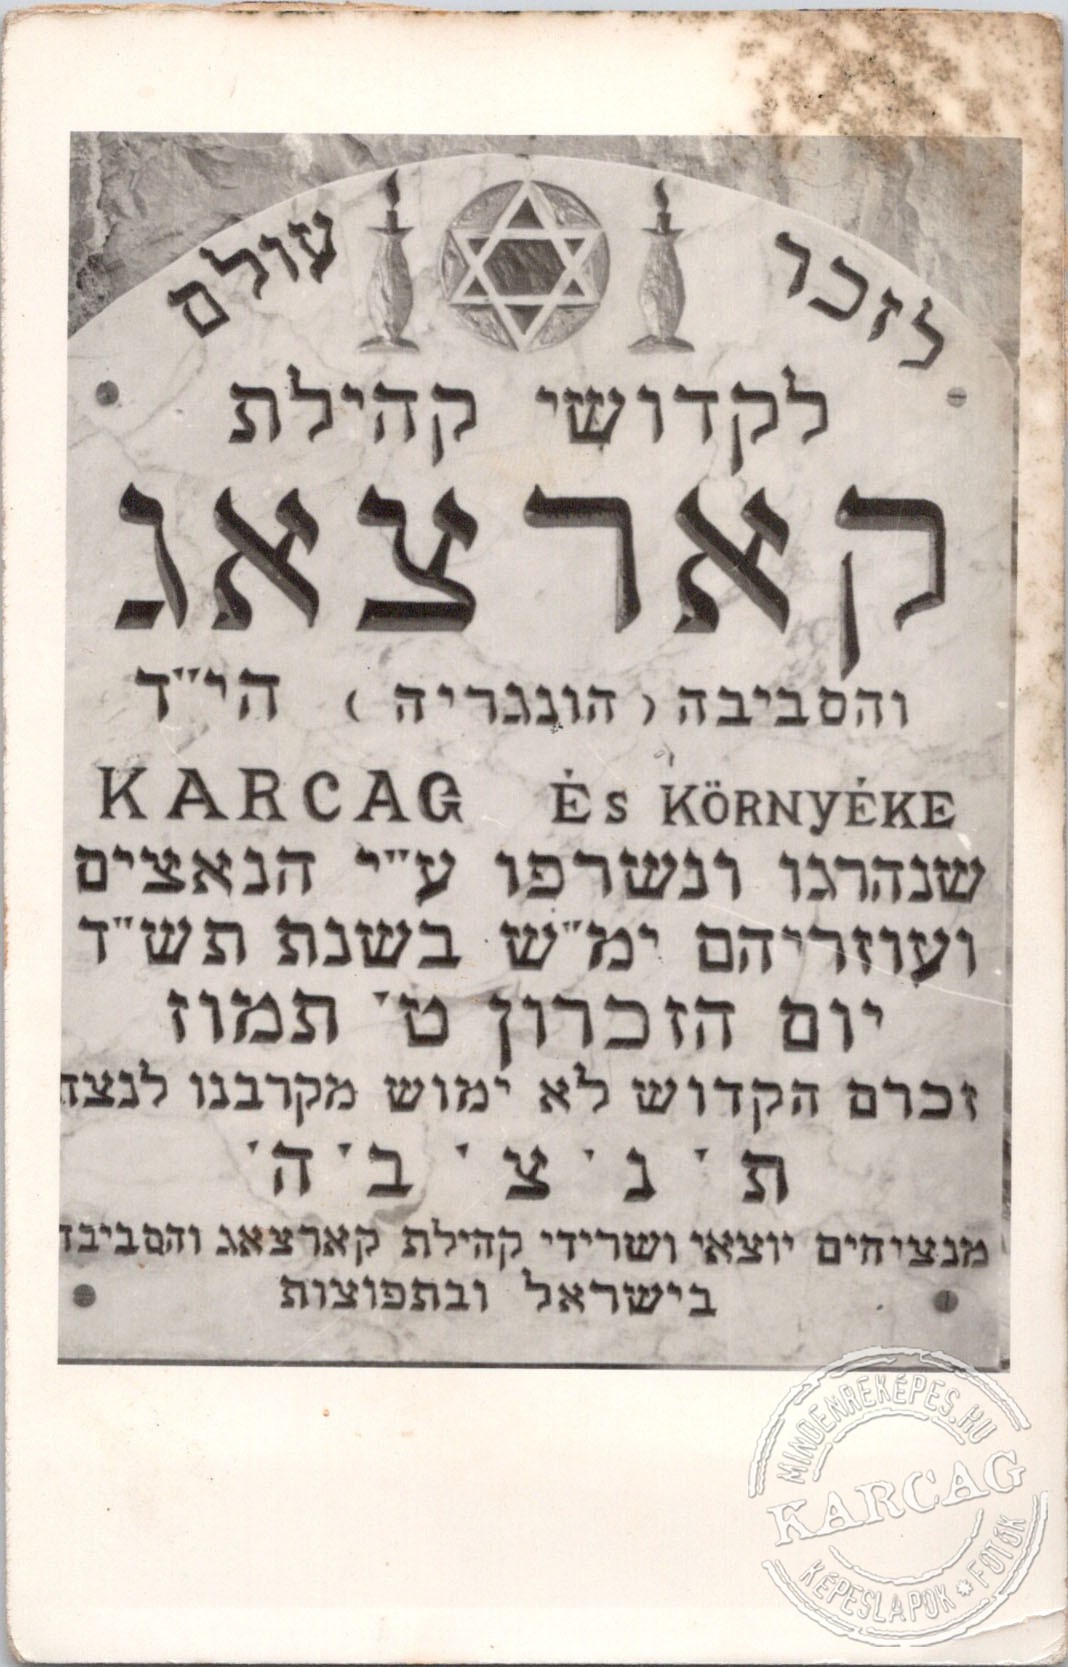 לזכר עולם
לקדושי קהילת
קארצאג
והסביבה (הונגריה) הי״ד
KARCAG És KÖRNYÉKE
שנהרגו ונשרפו ע״י הנאצים
ועוזריהם ימ״ש בשנת תש״ד
יום הזכרון ט׳ תמוז
זכרם הקדוש לא ימוש מקרבנו לנצח
ת׳ נ׳ צ׳ ב׳ ה׳
מנציחים יוצאי ושרידי קהילת קארצאג והסביבה
בישראל ובתפוצות
MINDENREKÉPES.HU
KARCAG
KÉPESLAPOK * FOTÓK